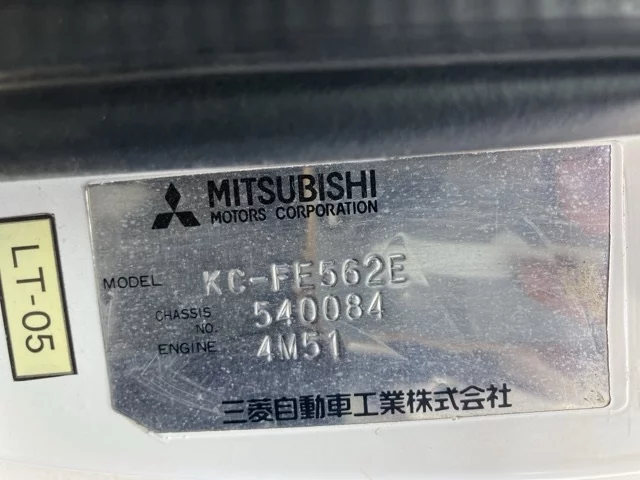 MITSUBISHI
MOTORS CORPORATION
MODEL KC-FE562E
CHASSIS NO. 540084
ENGINE 4M51
三菱自動車工業株式会社
LT-05